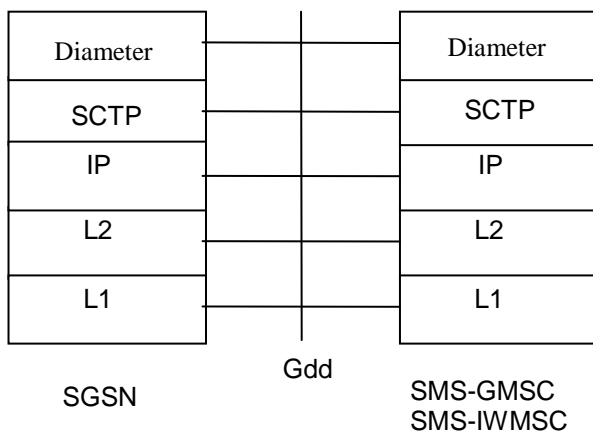 Diameter
Diameter
SCTP
SCTP
IP
IP
L2
L2
L1
L1
Gdd
SGSN
SMS-GMSC
SMS-IWMSC